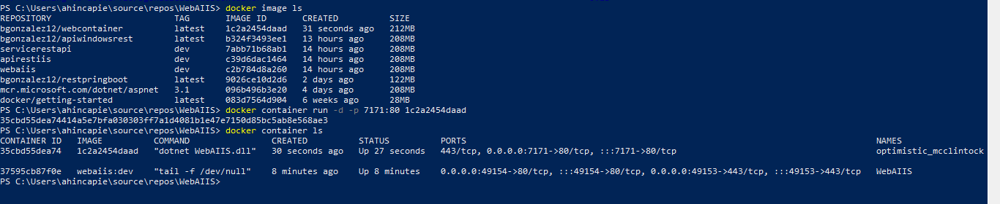 PS C:\Users\ahincapie\source\repos\WebAIIS> docker image ls
REPOSITORY TAG IMAGE ID CREATED SIZE
bgonzalez12/webcontainer latest 1c2a2454daad 31 seconds ago 212MB
bgonzalez12/apiwindowsrest latest b324f3493ee1 13 hours ago 208MB
servicerestapi dev 7abb71b68ab1 14 hours ago 208MB
apirestiis dev c39d6dac1464 14 hours ago 208MB
webaiis dev c2b784d8a260 14 hours ago 208MB
bgonzalez12/restpringboot latest 9026ce10d2d6 2 days ago 122MB
mcr.microsoft.com/dotnet/aspnet 3.1 096b496b3e20 4 days ago 208MB
docker/getting-started latest 083d7564d904 6 weeks ago 28MB
PS C:\Users\ahincapie\source\repos\WebAIIS> docker container run -d -p 7171:80 1c2a2454daad
35cbd55dea74414a5e7bfa030303ff7a1d4081b1e47e7150d85bc5ab8e568ae3
PS C:\Users\ahincapie\source\repos\WebAIIS> docker container ls
CONTAINER ID IMAGE COMMAND CREATED STATUS PORTS NAMES
35cbd55dea74 1c2a2454daad "dotnet WebAIIS.dll" 30 seconds ago Up 27 seconds 443/tcp, 0.0.0.0:7171->80/tcp, :::7171->80/tcp optimistic_mcclintock
37595cb87f0e webaiis:dev "tail -f /dev/null" 8 minutes ago Up 8 minutes 0.0.0.0:49154->80/tcp, :::49154->80/tcp, 0.0.0.0:49153->443/tcp, :::49153->443/tcp WebAIIS
PS C:\Users\ahincapie\source\repos\WebAIIS>